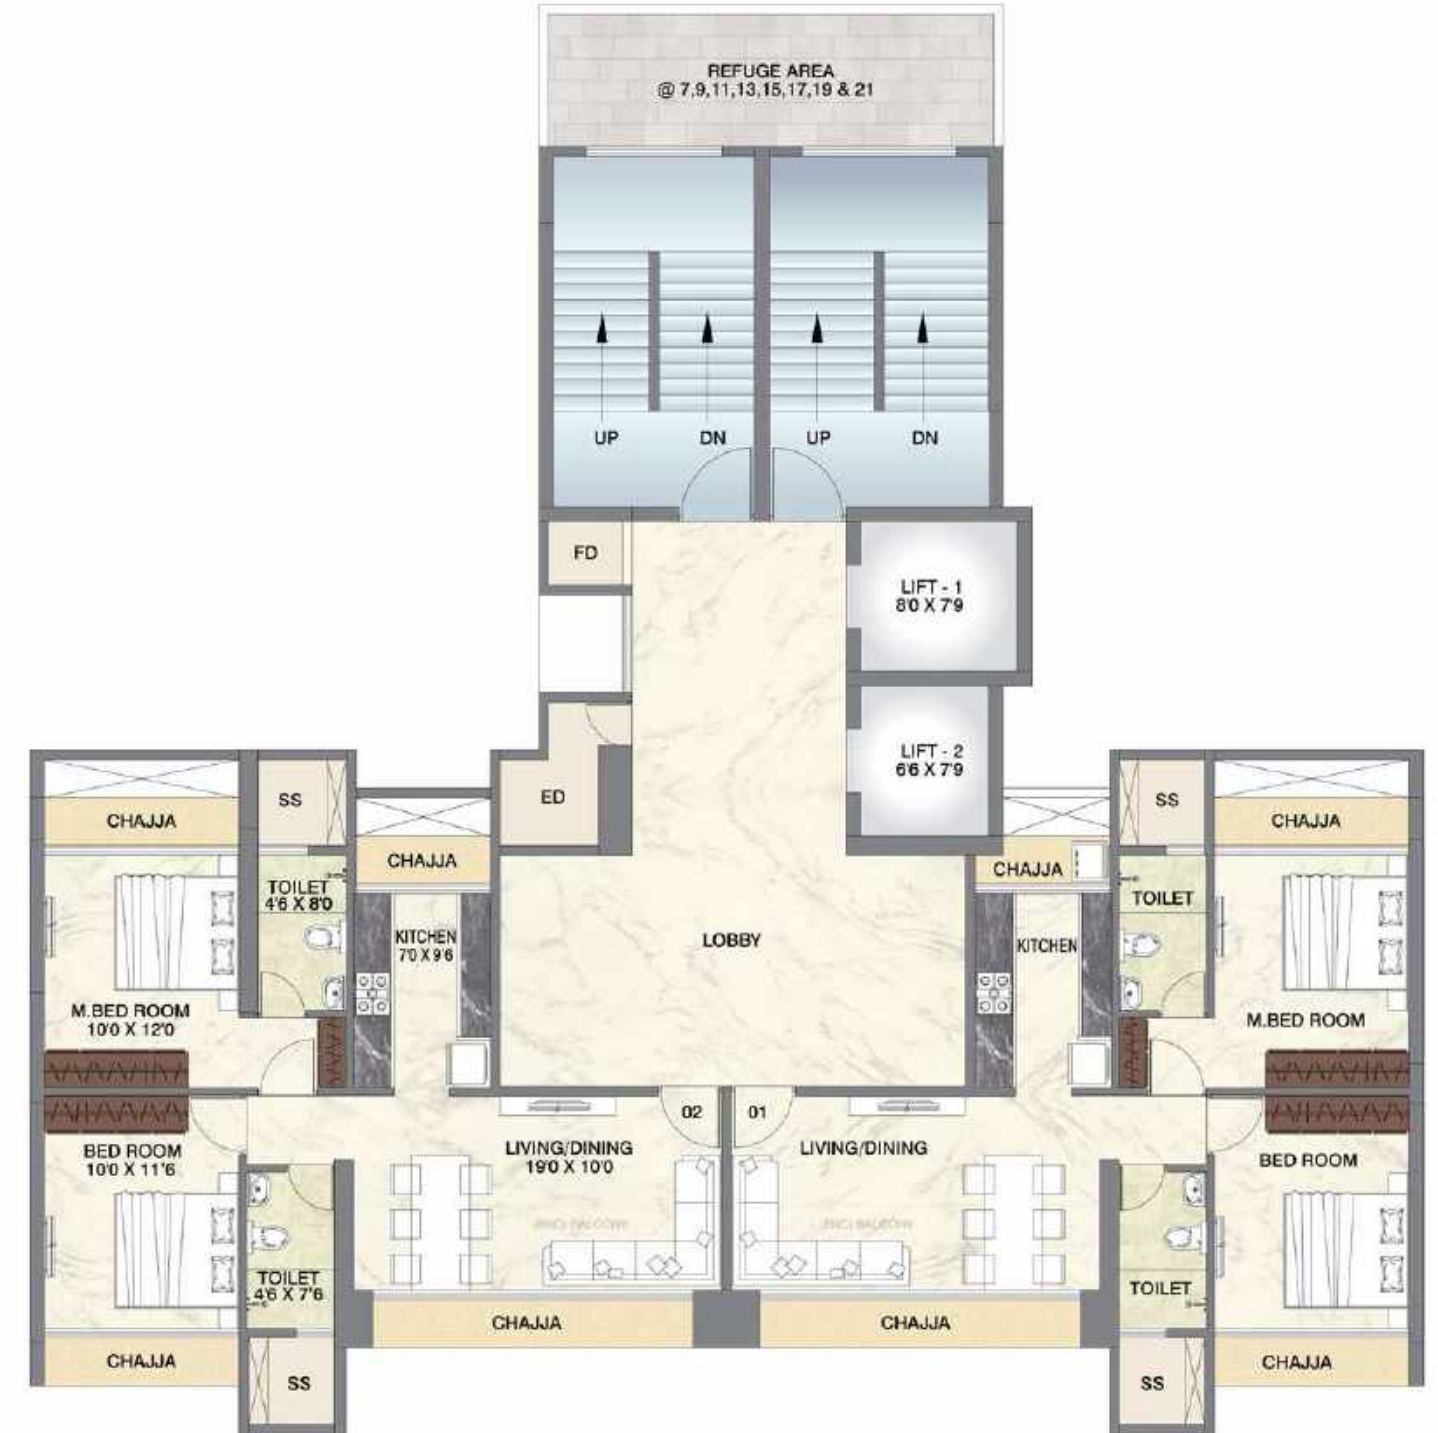 REFUGE AREA
@ 7,9,11,13,15,17,19 & 21
UP
DN
UP
DN
FD
LIFT - 1
8'0 X 7'9
LIFT - 2
6'6 X 7'9
ED
SS
SS
CHAJJA
CHAJJA
CHAJJA
CHAJJA
TOILET
4'6 X 8'0
TOILET
KITCHEN
7'0 X 9'6
LOBBY
KITCHEN
M.BED ROOM
10'0 X 12'0
M.BED ROOM
02
01
BED ROOM
10'0 X 11'6
LIVING/DINING
19'0 X 10'0
LIVING/DINING
BED ROOM
TOILET
4'6 X 7'6
TOILET
CHAJJA
CHAJJA
CHAJJA
CHAJJA
SS
SS